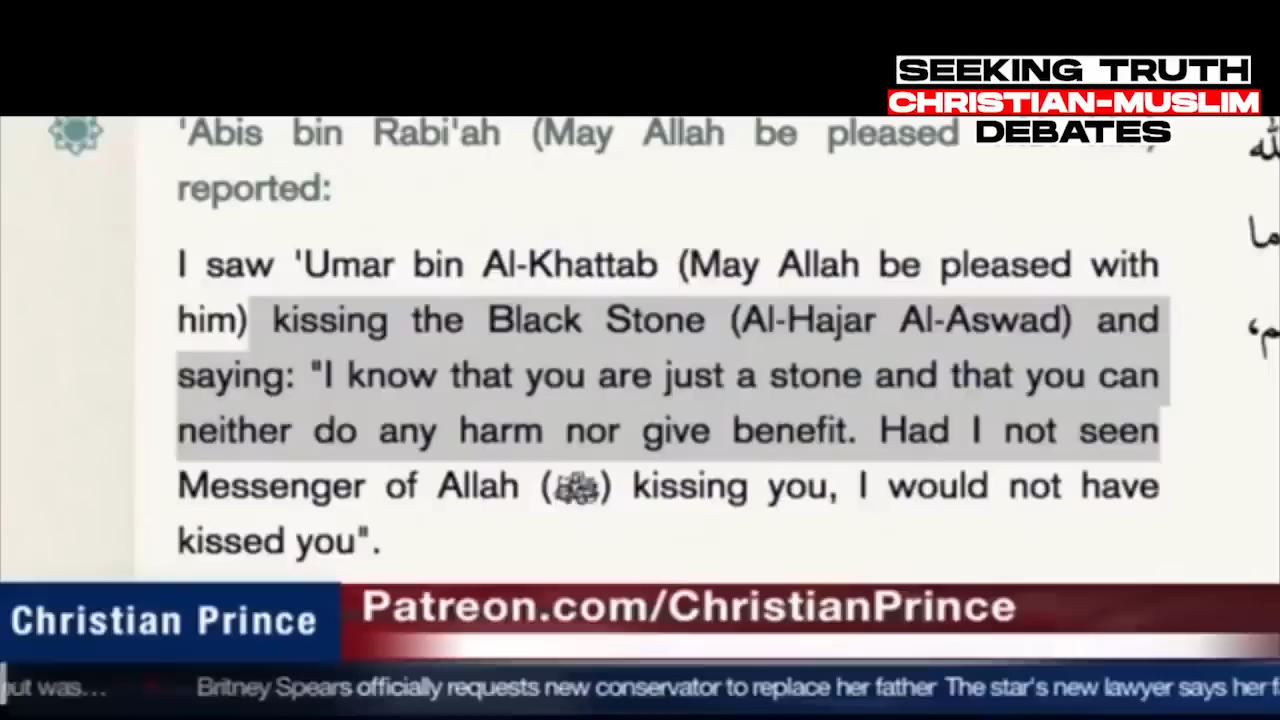 SEEKING TRUTH
CHRISTIAN-MUSLIM
DEBATES
'Abis bin Rabi'ah (May Allah be pleased
reported:
I saw 'Umar bin Al-Khattab (May Allah be pleased with
him) kissing the Black Stone (Al-Hajar Al-Aswad) and
saying: "I know that you are just a stone and that you can
neither do any harm nor give benefit. Had I not seen
Messenger of Allah (ﷺ) kissing you, I would not have
kissed you".
ما
Christian Prince
Patreon.com/ChristianPrince
was... Britney Spears officially requests new conservator to replace her father The star's new lawyer says her